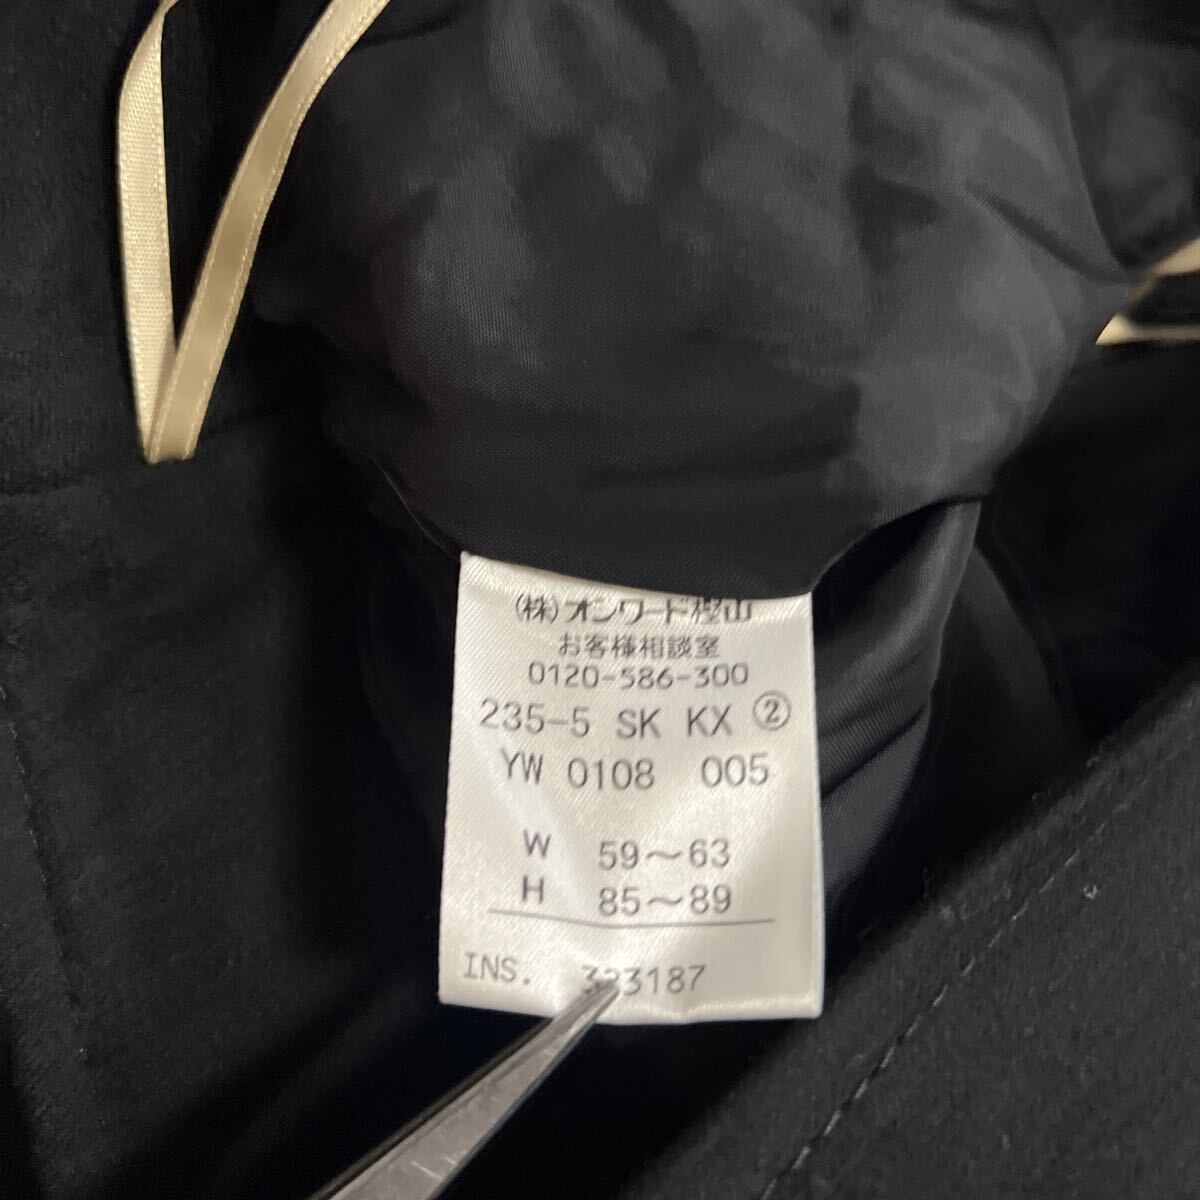 (株)オンワード樫山
お客様相談室
0120-586-300
235-5 SK KX ②
YW 0108 005
W 59～63
H 85～89
INS. 323187